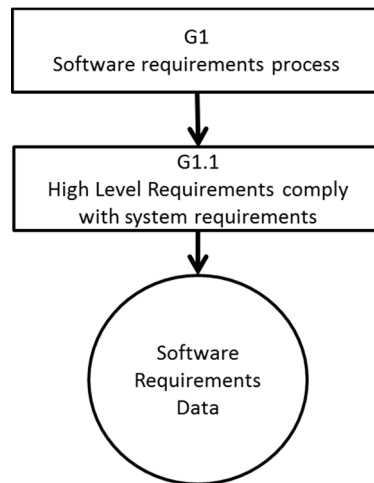 G1
Software requirements process
G1.1
High Level Requirements comply
with system requirements
Software
Requirements
Data